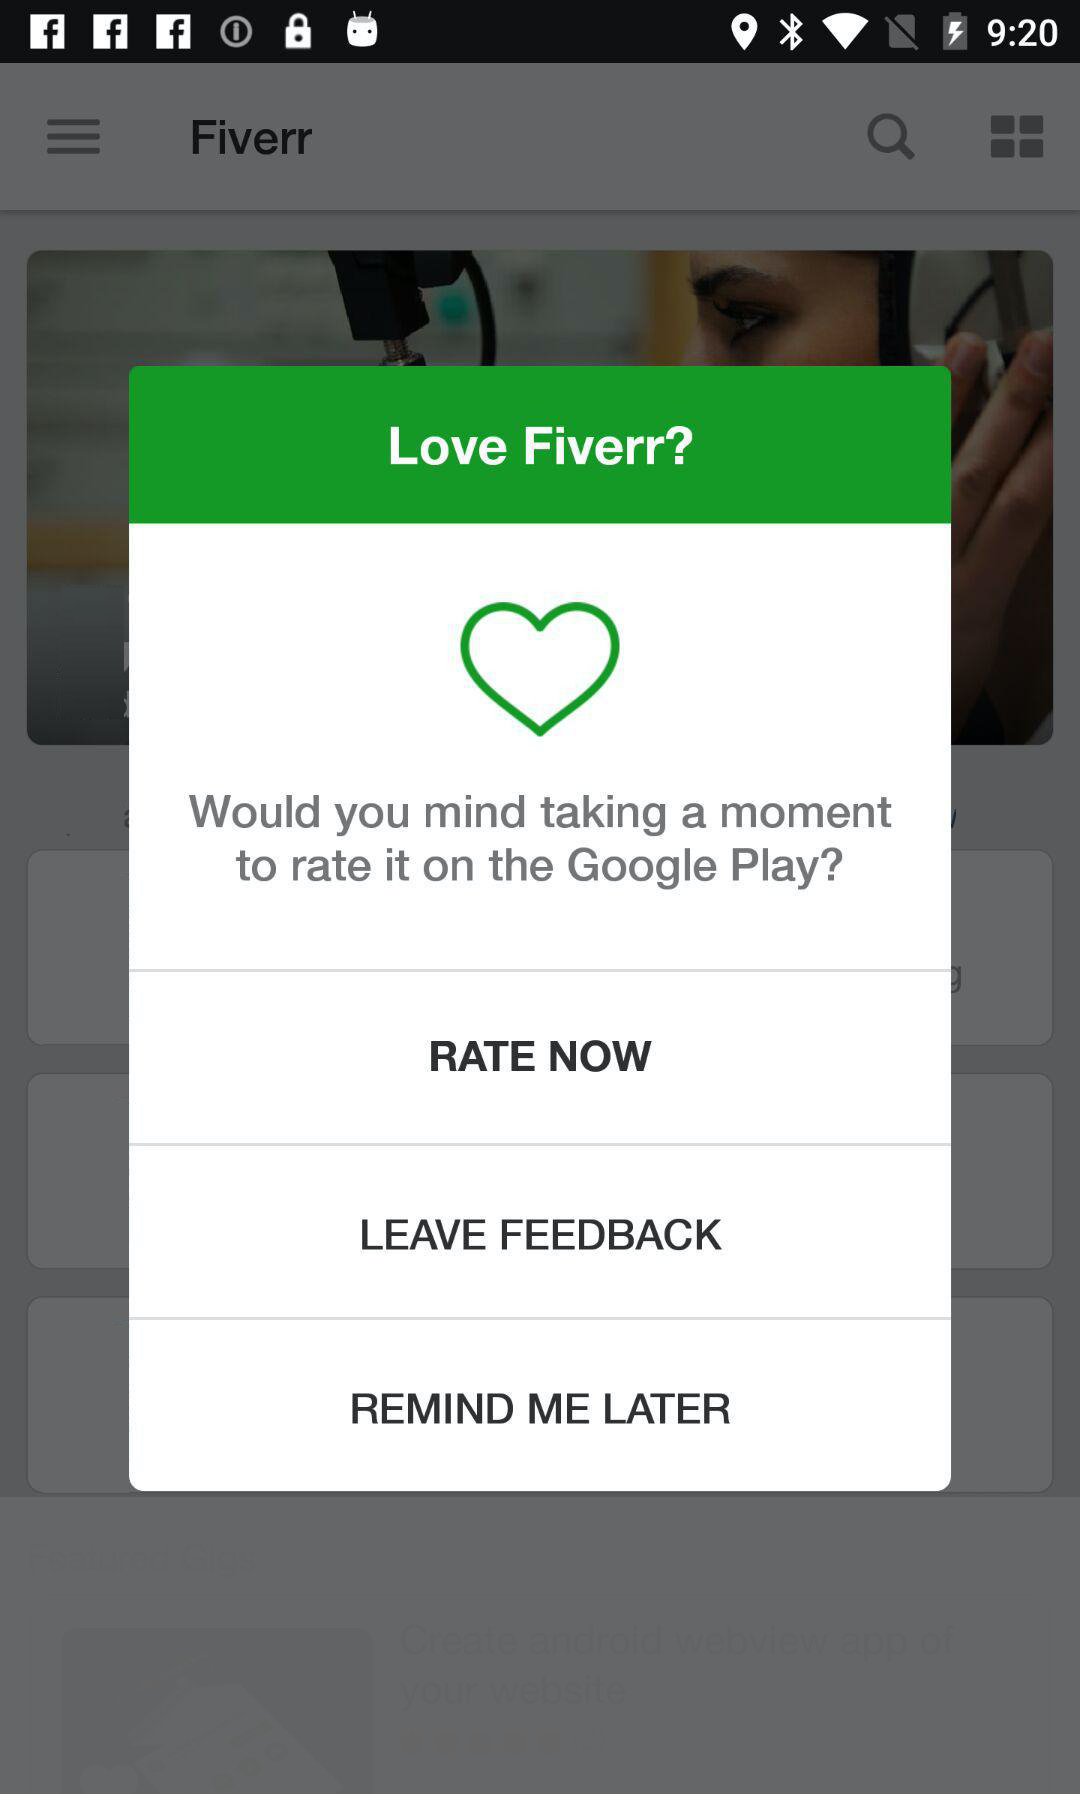 9:20
Fiverr
Love Fiverr?
Would you mind taking a moment
to rate it on the Google Play?
RATE NOW
LEAVE FEEDBACK
REMIND ME LATER
Create android webview app of
your website